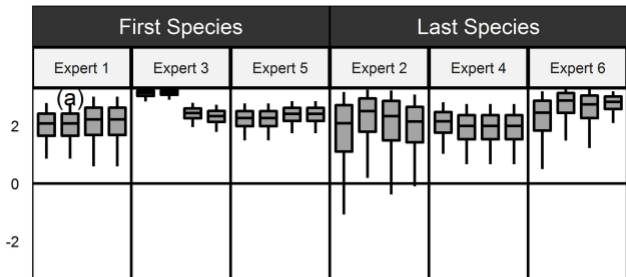 First Species Last Species
Expert 1 Expert 3 Expert 5 Expert 2 Expert 4 Expert 6
(a)
2
0
-2